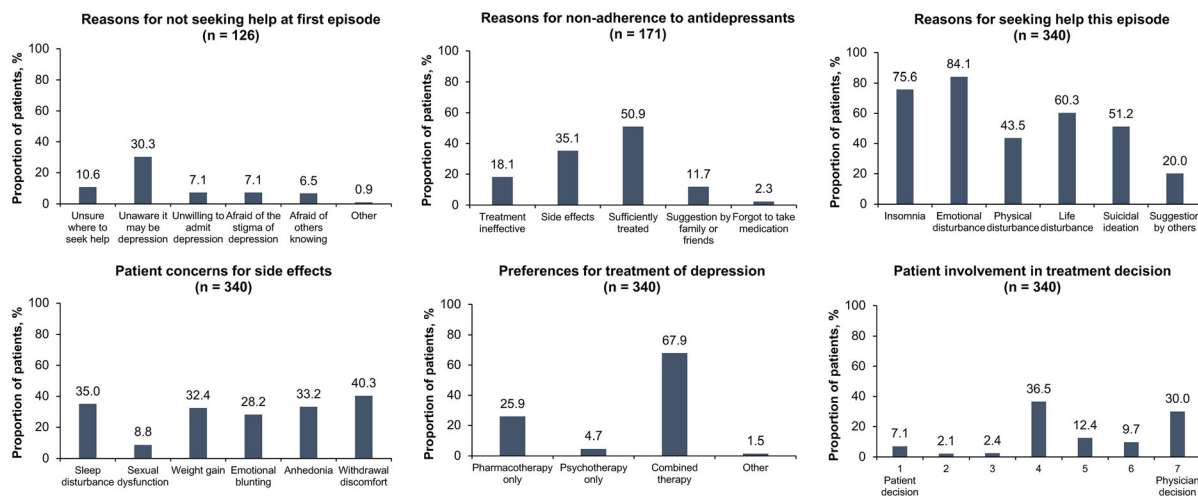 Reasons for not seeking help at first episode
(n = 126)
Proportion of patients, %
100
80
60
40
20
0
10.6
30.3
7.1
7.1
6.5
0.9
Unsure
where to
seek help
Unaware it
may be
depression
Unwilling to
admit
depression
Afraid of the
stigma of
depression
Afraid of
others
knowing
Other
Reasons for non-adherence to antidepressants
(n = 171)
Proportion of patients, %
100
80
60
40
20
0
18.1
35.1
50.9
11.7
2.3
Treatment
ineffective
Side effects
Sufficiently
treated
Suggestion by
family or
friends
Forgot to take
medication
Reasons for seeking help this episode
(n = 340)
Proportion of patients, %
100
80
60
40
20
0
75.6
84.1
43.5
60.3
51.2
20.0
Insomnia
Emotional
disturbance
Physical
disturbance
Life
disturbance
Suicidal
ideation
Suggestion
by others
Patient concerns for side effects
(n = 340)
Proportion of patients, %
100
80
60
40
20
0
35.0
8.8
32.4
28.2
33.2
40.3
Sleep
disturbance
Sexual
dysfunction
Weight gain
Emotional
blunting
Anhedonia
Withdrawal
discomfort
Preferences for treatment of depression
(n = 340)
Proportion of patients, %
100
80
60
40
20
0
25.9
4.7
67.9
1.5
Pharmacotherapy
only
Psychotherapy
only
Combined
therapy
Other
Patient involvement in treatment decision
(n = 340)
Proportion of patients, %
100
80
60
40
20
0
7.1
2.1
2.4
36.5
12.4
9.7
30.0
1
2
3
4
5
6
7
Patient
decision
Physician
decision